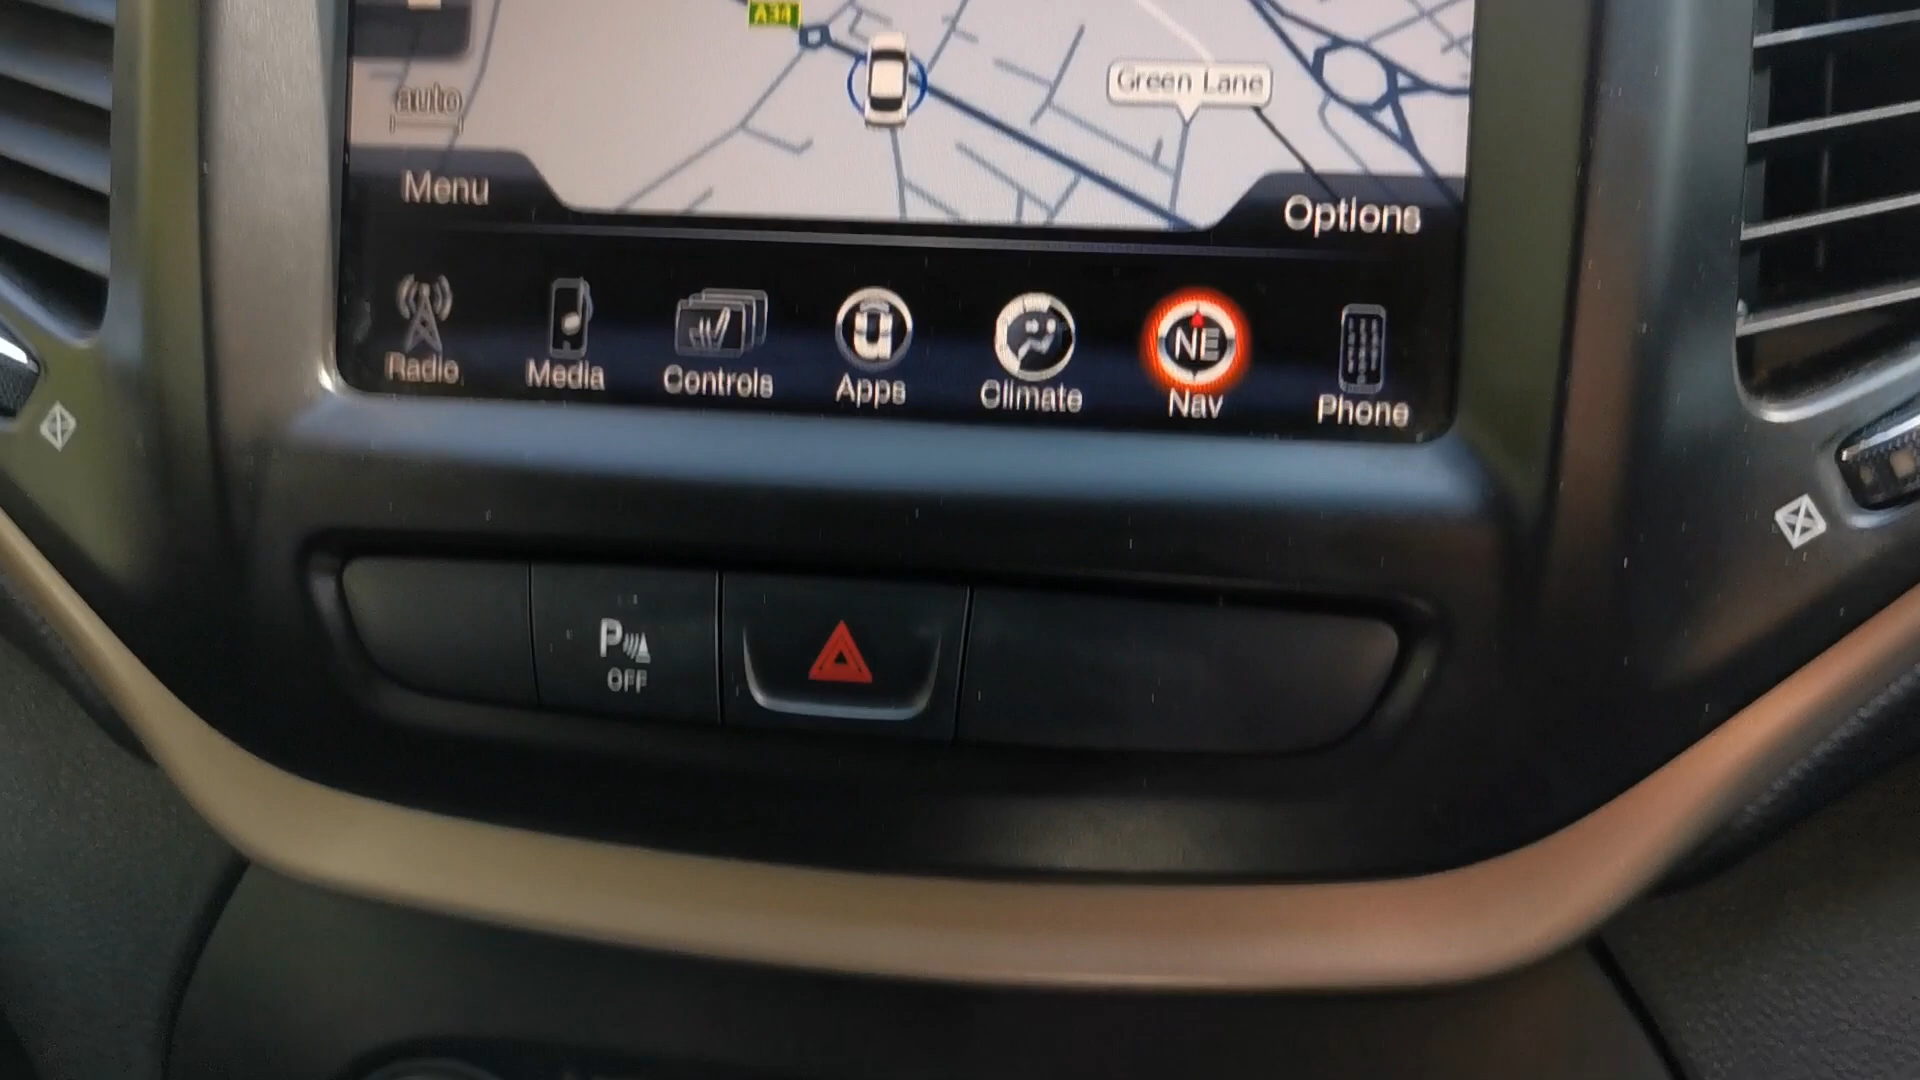 A34
auto
Green Lane
Menu
Options
NE
Radio
Media
Controls
Apps
Climate
Nav
Phone
P
OFF